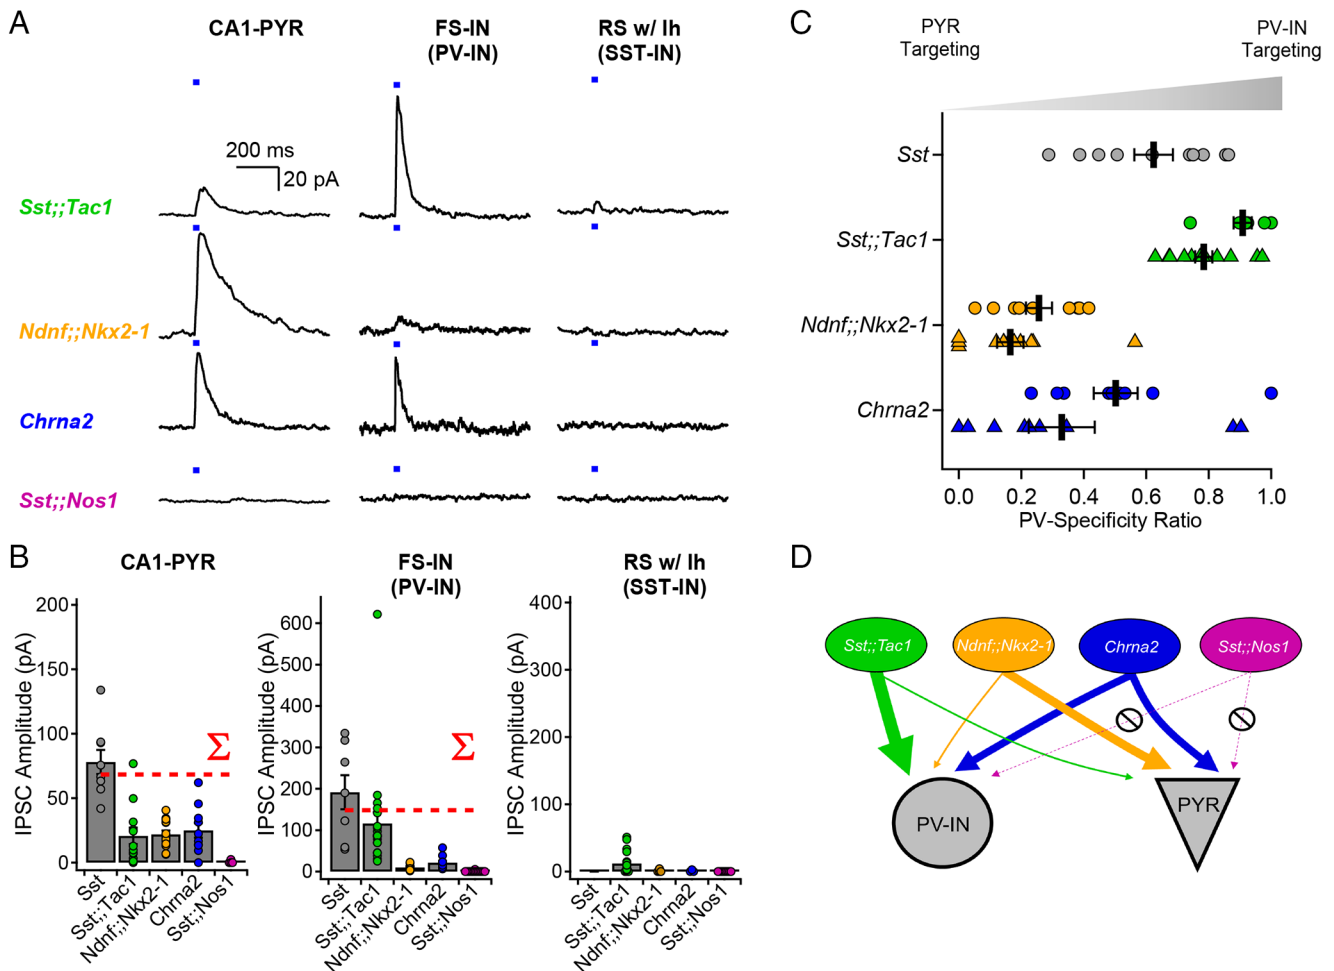 A
CA1-PYR
FS-IN
(PV-IN)
RS w/ Ih
(SST-IN)
200 ms
20 pA
Sst;;Tac1
Ndnf;;Nkx2-1
Chrna2
Sst;;Nos1
B
CA1-PYR
IPSC Amplitude (pA)
200
150
100
50
0
Σ
Sst
Sst;;Tac1
Ndnf;;Nkx2-1
Chrna2
Sst;;Nos1
FS-IN
(PV-IN)
IPSC Amplitude (pA)
600
500
400
300
200
100
0
Σ
Sst
Sst;;Tac1
Ndnf;;Nkx2-1
Chrna2
Sst;;Nos1
RS w/ Ih
(SST-IN)
IPSC Amplitude (pA)
400
300
200
100
0
Sst
Sst;;Tac1
Ndnf;;Nkx2-1
Chrna2
Sst;;Nos1
C
PYR
Targeting
PV-IN
Targeting
Sst
Sst;;Tac1
Ndnf;;Nkx2-1
Chrna2
0.0 0.2 0.4 0.6 0.8 1.0
PV-Specificity Ratio
D
Sst;;Tac1
Ndnf;;Nkx2-1
Chrna2
Sst;;Nos1
PV-IN
PYR